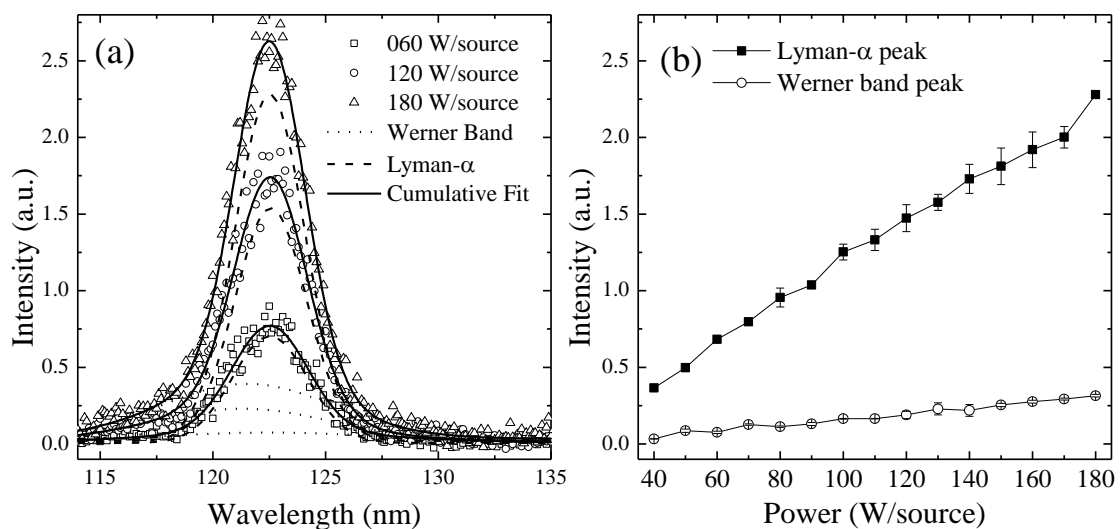 (a)
060 W/source
120 W/source
180 W/source
Werner Band
Lyman-α
Cumulative Fit
2.5
2.0
1.5
1.0
0.5
0.0
Intensity (a.u.)
115 120 125 130 135
Wavelength (nm)
(b)
Lyman-α peak
Werner band peak
2.5
2.0
1.5
1.0
0.5
0.0
Intensity (a.u.)
40 60 80 100 120 140 160 180
Power (W/source)